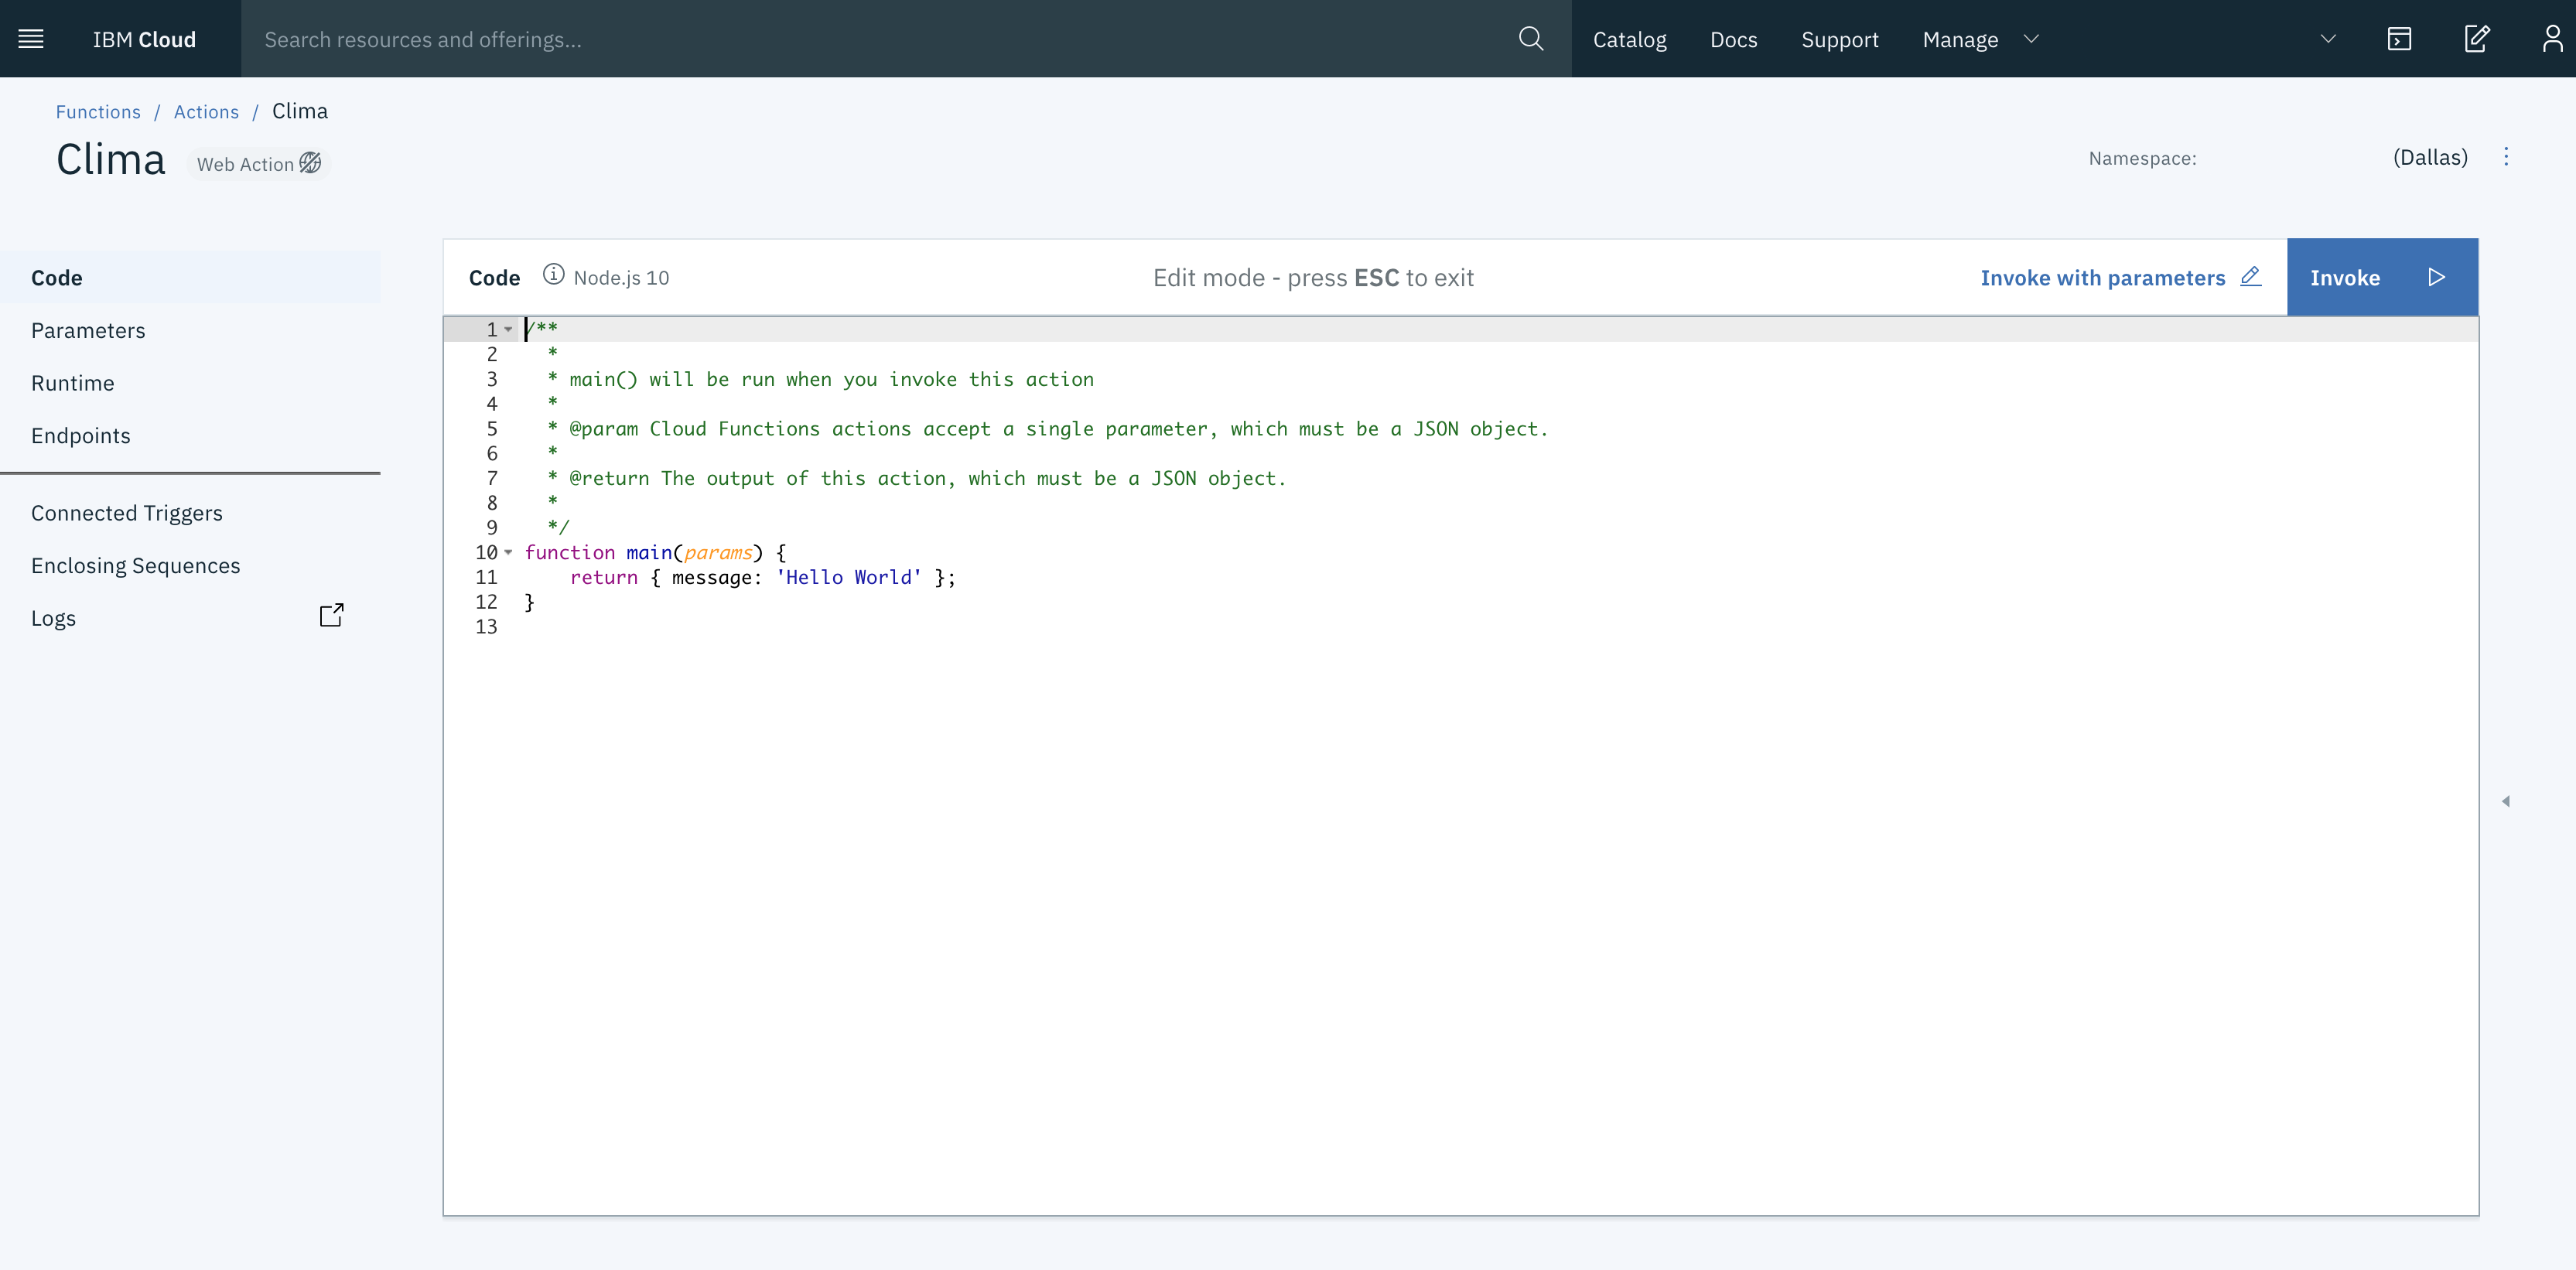 IBM Cloud
Search resources and offerings...
Catalog
Docs
Support
Manage
Functions / Actions / Clima
Clima
Web Action
Namespace:
(Dallas)
Code
Parameters
Runtime
Endpoints
Connected Triggers
Enclosing Sequences
Logs
Code
Node.js 10
Edit mode - press ESC to exit
Invoke with parameters
Invoke
1 /**
2 *
3 * main() will be run when you invoke this action
4 *
5 * @param Cloud Functions actions accept a single parameter, which must be a JSON object.
6 *
7 * @return The output of this action, which must be a JSON object.
8 *
9 */
10 function main(params) {
11 return { message: 'Hello World' };
12 }
13